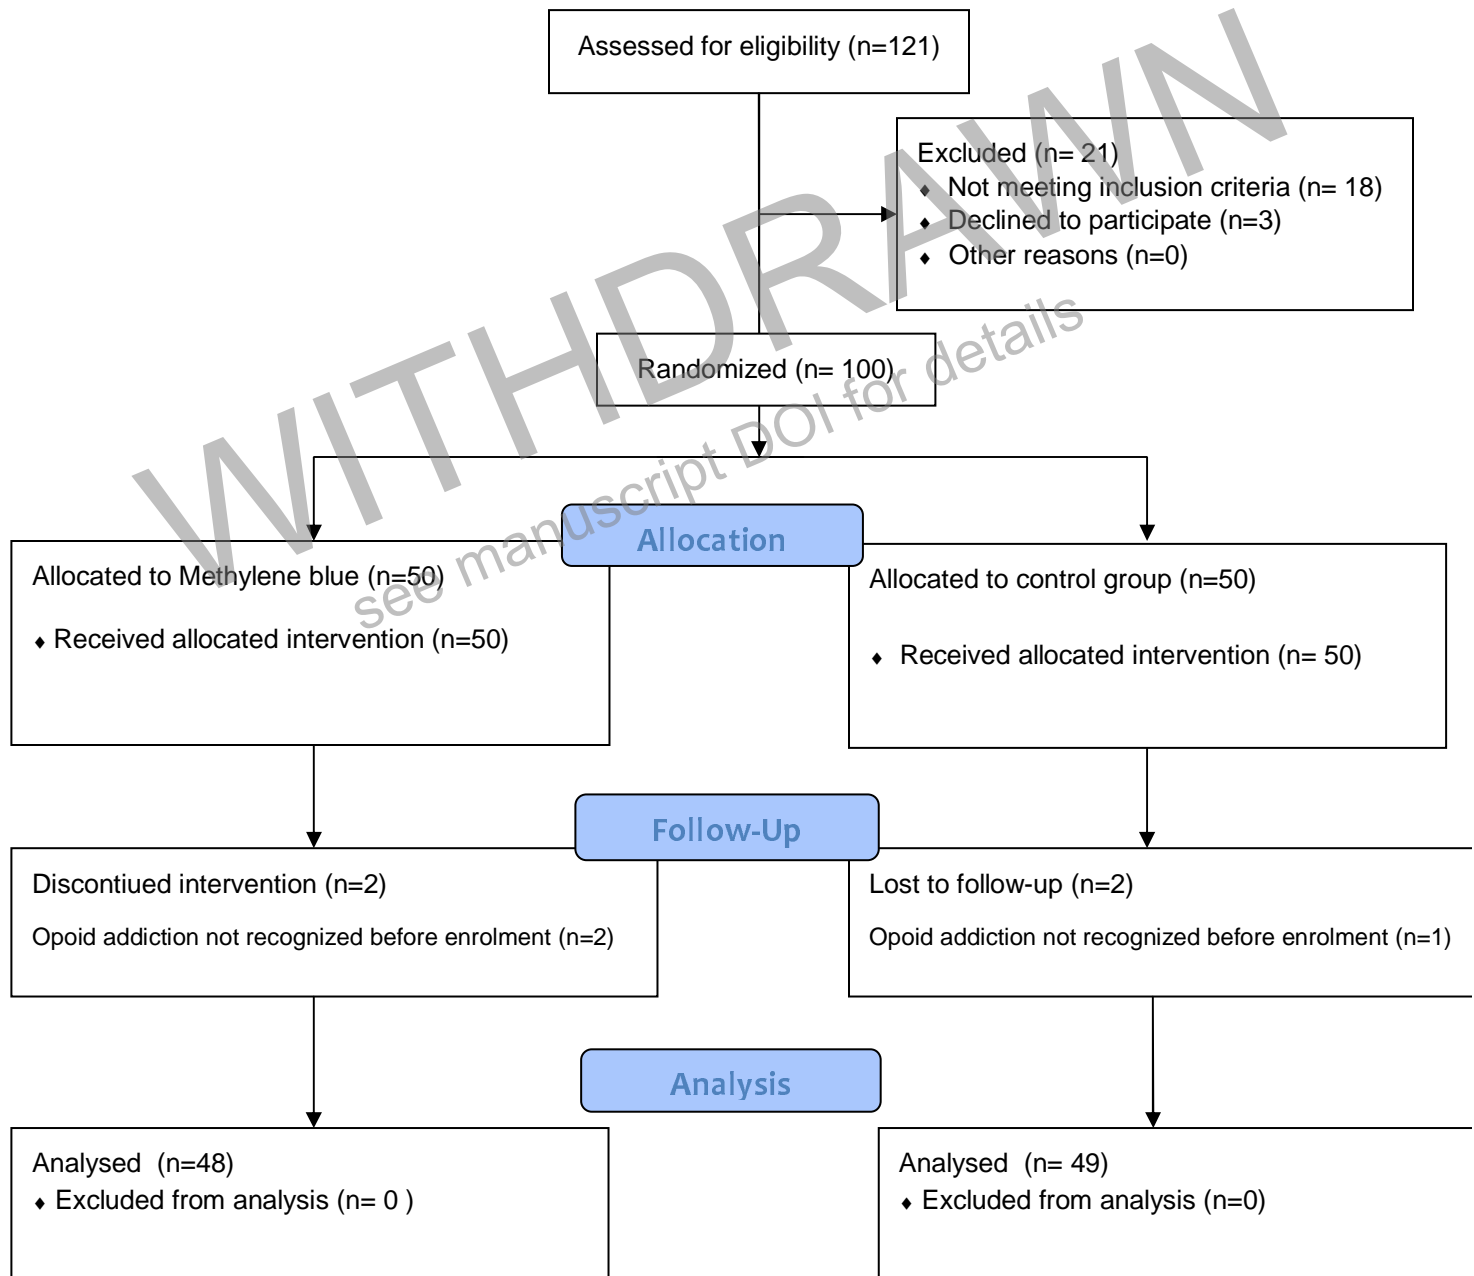 Assessed for eligibility (n=121)
Excluded (n= 21)
♦ Not meeting inclusion criteria (n= 18)
♦ Declined to participate (n=3)
♦ Other reasons (n=0)
Randomized (n= 100)
WITHDRAWN
see manuscript DOI for details
Allocation
Allocated to Methylene blue (n=50)
♦ Received allocated intervention (n=50)
Allocated to control group (n=50)
♦ Received allocated intervention (n= 50)
Follow-Up
Discontiued intervention (n=2)
Opoid addiction not recognized before enrolment (n=2)
Lost to follow-up (n=2)
Opoid addiction not recognized before enrolment (n=1)
Analysis
Analysed (n=48)
♦ Excluded from analysis (n= 0 )
Analysed (n= 49)
♦ Excluded from analysis (n=0)